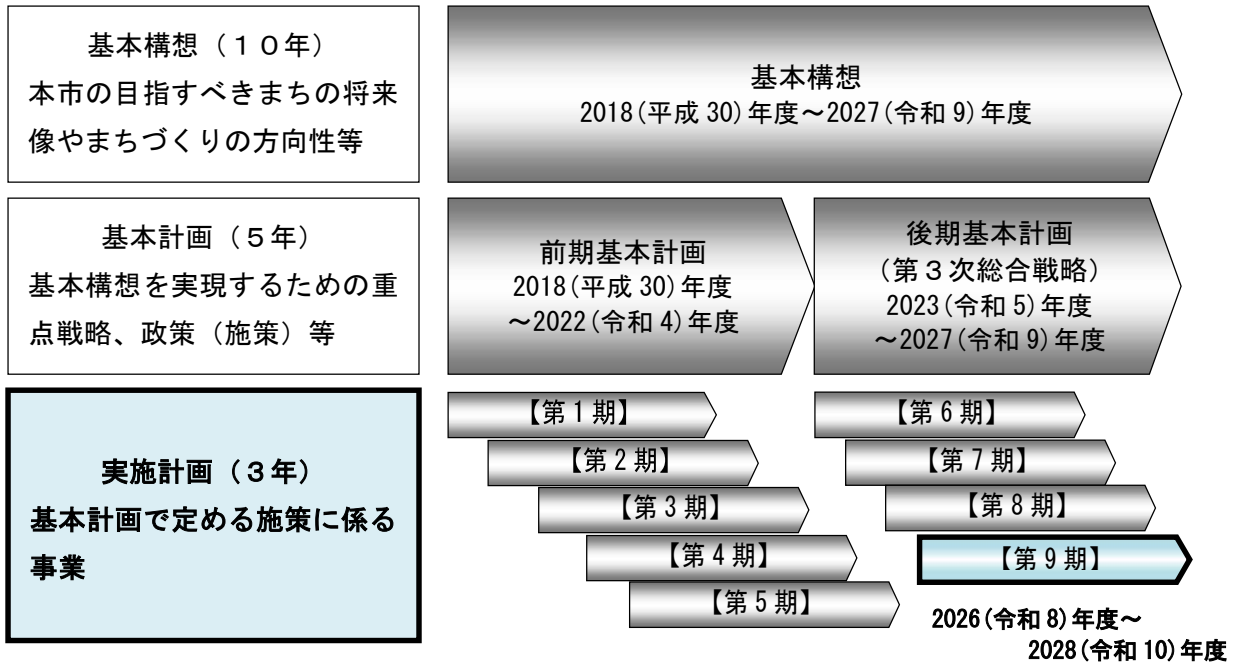 基本構想（１０年）
本市の目指すべきまちの将来
像やまちづくりの方向性等
基本構想
2018(平成 30)年度～2027(令和 9)年度
基本計画（５年）
基本構想を実現するための重
点戦略、政策（施策）等
前期基本計画
2018(平成 30)年度
～2022(令和 4)年度
後期基本計画
（第３次総合戦略）
2023(令和 5)年度
～2027(令和 9)年度
実施計画（３年）
基本計画で定める施策に係る
事業
【第 1 期】
【第 2 期】
【第 3 期】
【第 4 期】
【第 5 期】
【第 6 期】
【第 7 期】
【第 8 期】
【第 9 期】
2026(令和 8)年度～
2028(令和 10)年度